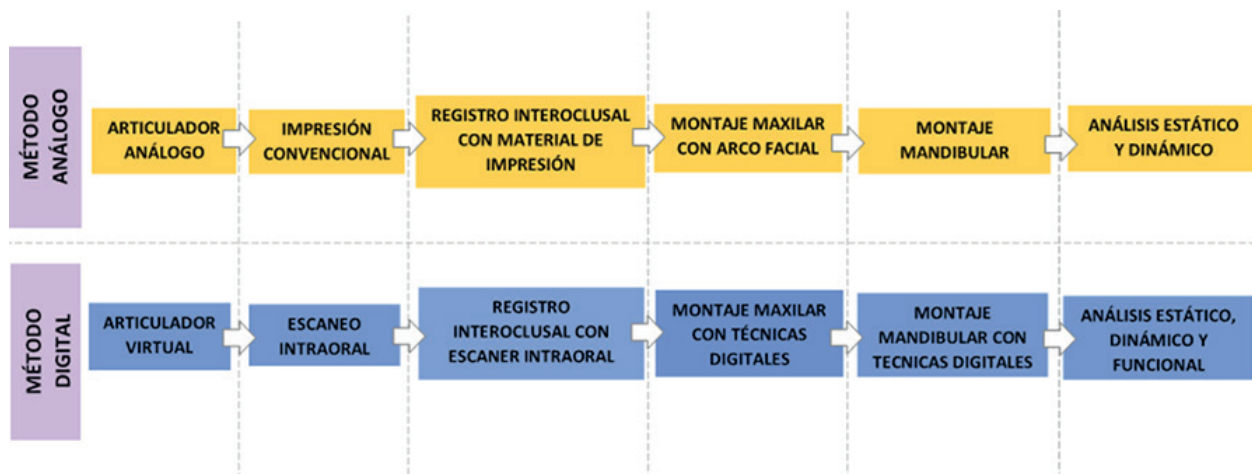 MÉTODO
ANÁLOGO
ARTICULADOR
ANÁLOGO
IMPRESIÓN
CONVENCIONAL
REGISTRO INTEROCLUSAL
CON MATERIAL DE
IMPRESIÓN
MONTAJE MAXILAR
CON ARCO FACIAL
MONTAJE
MANDIBULAR
ANÁLISIS ESTÁTICO
Y DINÁMICO
MÉTODO
DIGITAL
ARTICULADOR
VIRTUAL
ESCANEO
INTRAORAL
REGISTRO
INTEROCLUSAL CON
ESCANER INTRAORAL
MONTAJE MAXILAR
CON TÉCNICAS
DIGITALES
MONTAJE
MANDIBULAR CON
TECNICAS DIGITALES
ANÁLISIS ESTÁTICO,
DINÁMICO Y
FUNCIONAL